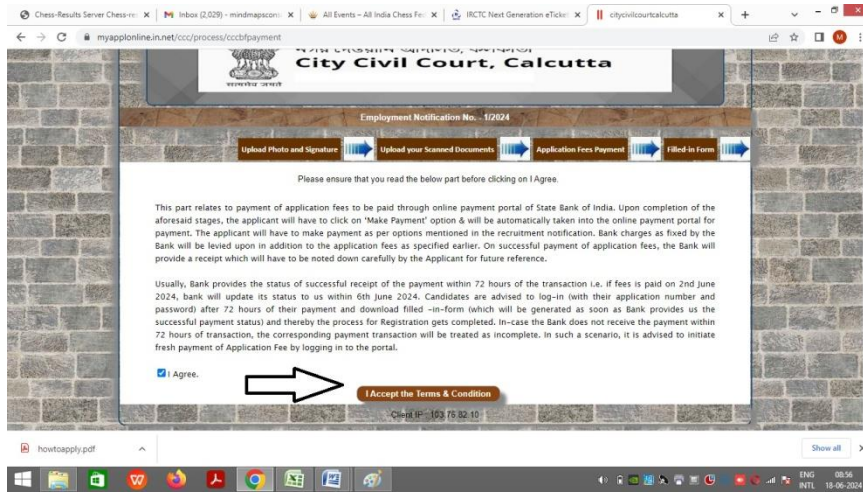 Chess-Results Server Chess-res
M Inbox (2,029) - mindmapscons
All Events – All India Chess Fed
IRCTC Next Generation eTicket
citycivilcourtcalcutta
myapplonline.in.net/ccc/process/cccbfpayment
सत्यमेव जयते
City Civil Court, Calcutta
Employment Notification No. - 1/2024
Upload Photo and Signature
Upload your Scanned Documents
Application Fees Payment
Filled-in Form
Please ensure that you read the below part before clicking on I Agree.
This part relates to payment of application fees to be paid through online payment portal of State Bank of India. Upon completion of the
aforesaid stages, the applicant will have to click on 'Make Payment' option & will be automatically taken into the online payment portal for
payment. The applicant will have to make payment as per options mentioned in the recruitment notification. Bank charges as fixed by the
Bank will be levied upon in addition to the application fees as specified earlier. On successful payment of application fees, the Bank will
provide a receipt which will have to be noted down carefully by the Applicant for future reference.
Usually, Bank provides the status of successful receipt of the payment within 72 hours of the transaction i.e. if fees is paid on 2nd June
2024, bank will update its status to us within 6th June 2024. Candidates are advised to log-in (with their application number and
password) after 72 hours of their payment and download filled -in-form (which will be generated as soon as Bank provides us the
successful payment status) and thereby the process for Registration gets completed. In-case the Bank does not receive the payment within
72 hours of transaction, the corresponding payment transaction will be treated as incomplete. In such a scenario, it is advised to initiate
fresh payment of Application Fee by logging in to the portal.
I Agree.
I Accept the Terms & Condition
Client IP : 103.76.82.10
howtoapply.pdf
Show all
ENG 08:56
INTL 18-06-2024